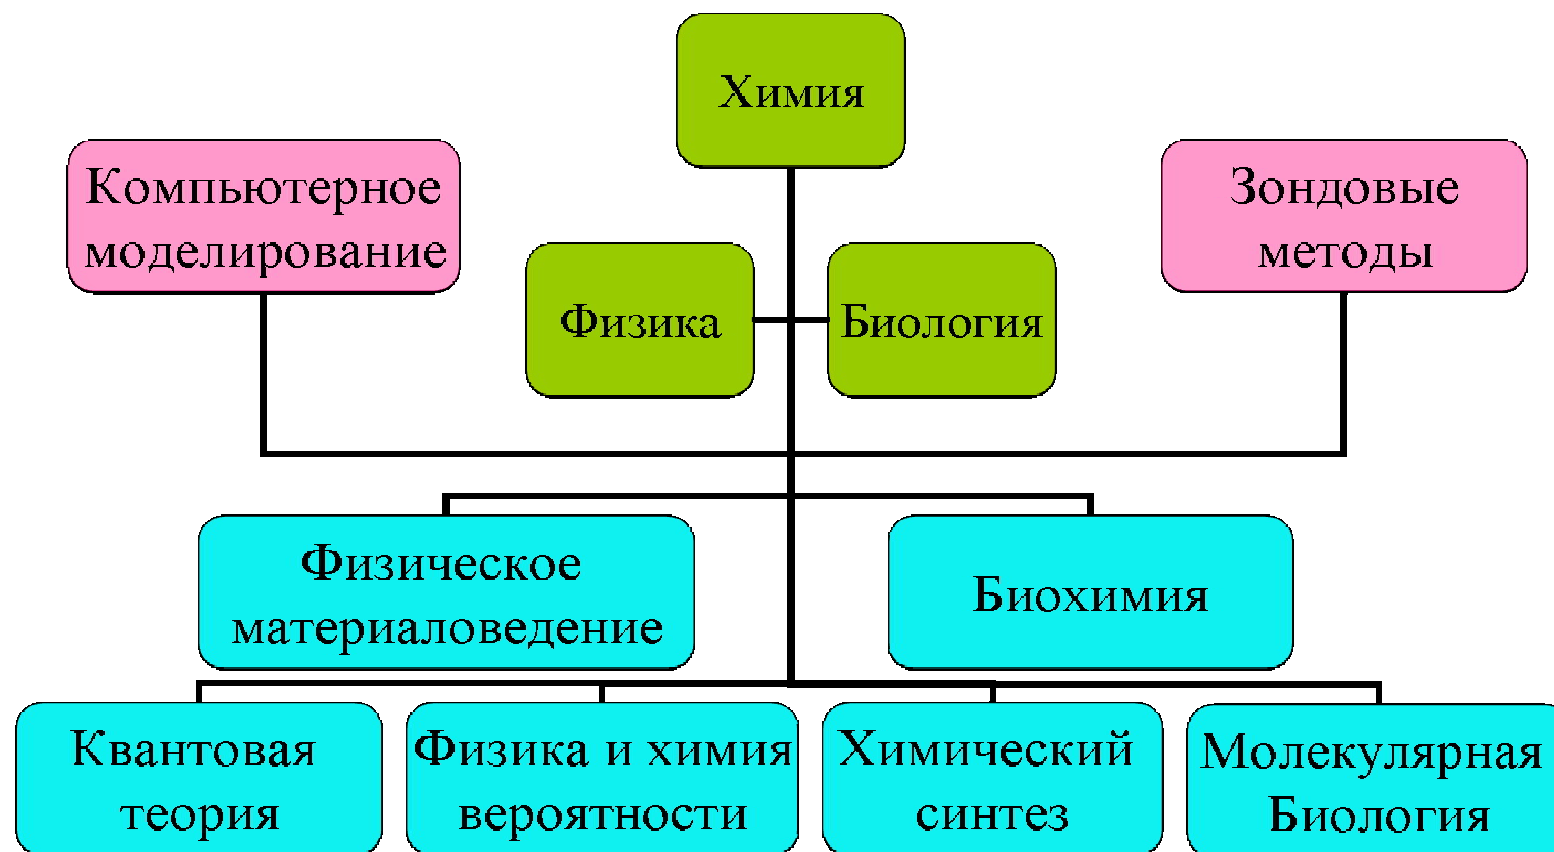 Химия
Компьютерное
моделирование
Зондовые
методы
Физика
Биология
Физическое
материаловедение
Биохимия
Квантовая
теория
Физика и химия
вероятности
Химический
синтез
Молекулярная
Биология